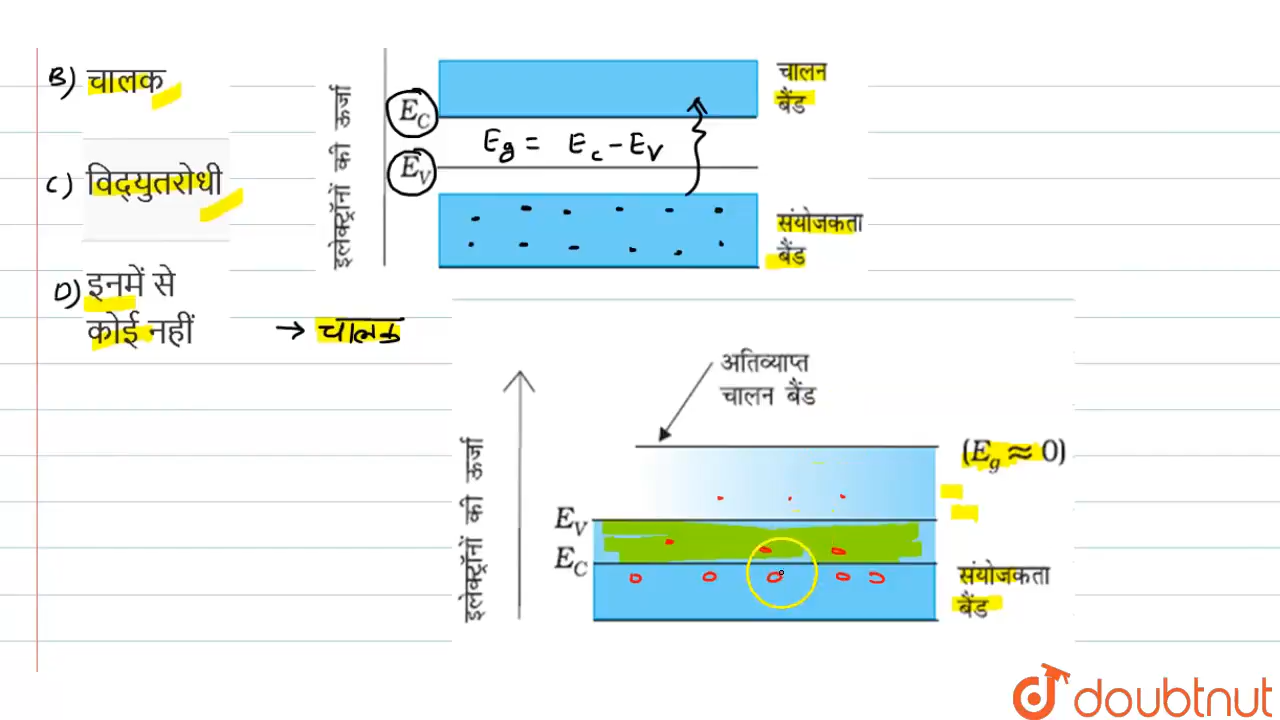 B) चालक
C) विद्युतरोधी
D) इनमें से
कोई नहीं
→ चालक
इलेक्ट्रॉनों की ऊर्जा
E_C
E_g = E_c - E_v
E_V
चालन
बैंड
संयोजकता
बैंड
अतिव्याप्त
चालन बैंड
(E_g ≈ 0)
इलेक्ट्रॉनों की ऊर्जा
E_V
E_C
संयोजकता
बैंड
doubtnut